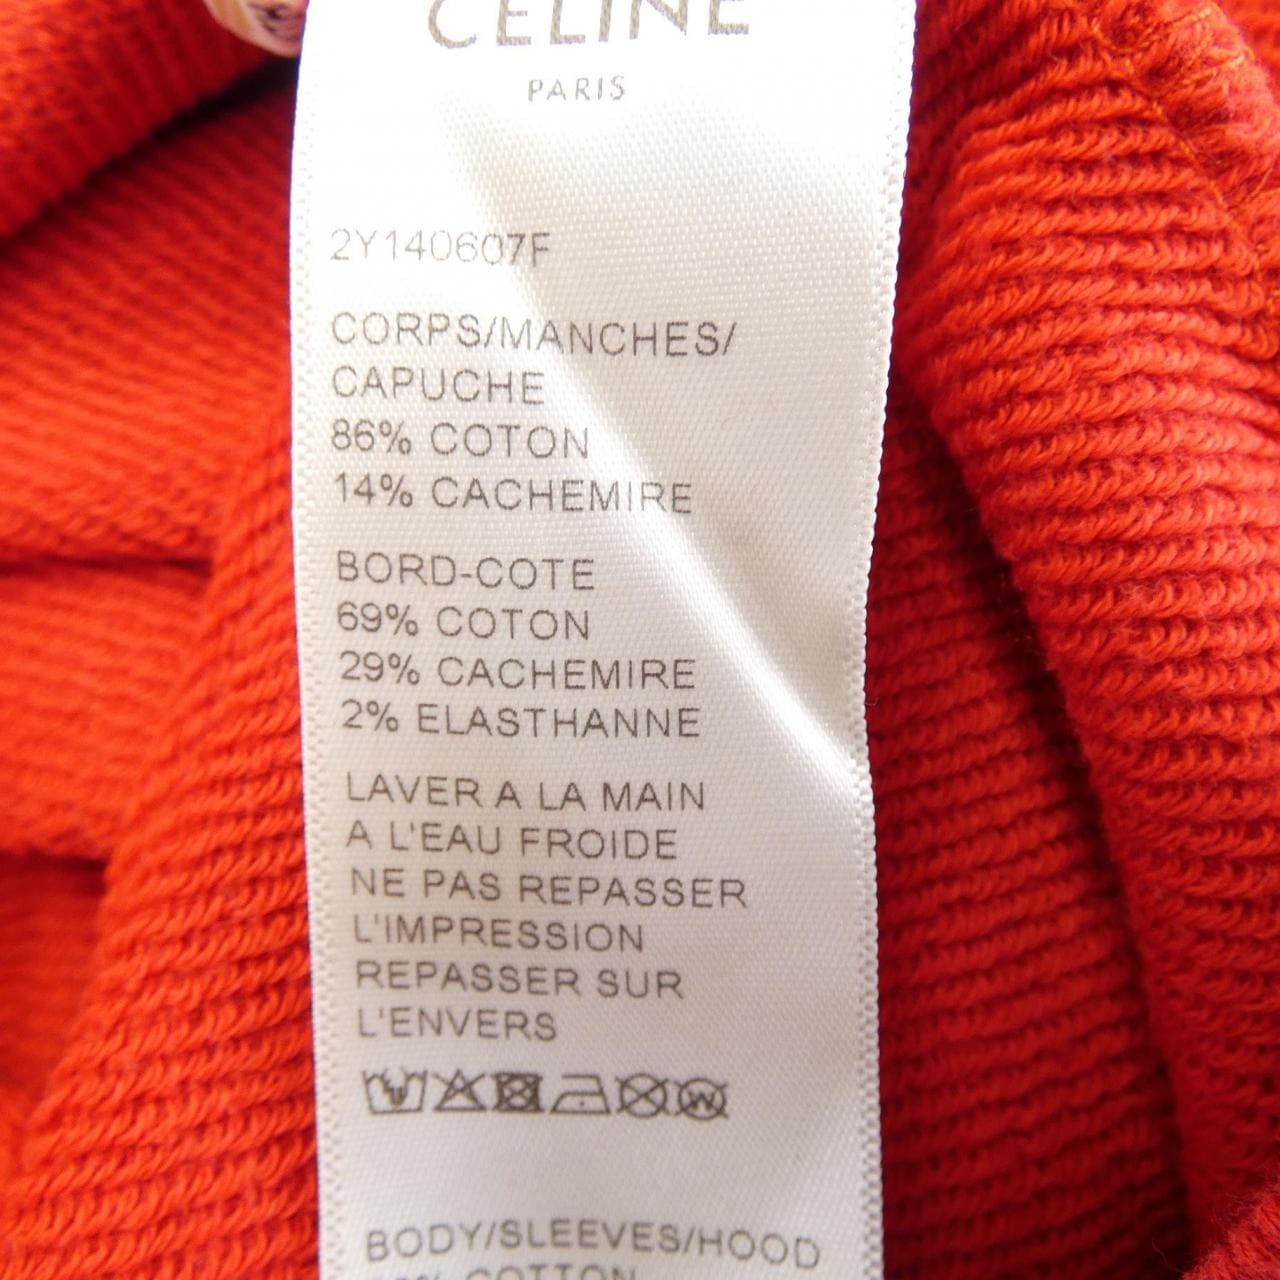 CELINE
PARIS
2Y140607F
CORPS/MANCHES/
CAPUCHE
86% COTON
14% CACHEMIRE
BORD-COTE
69% COTON
29% CACHEMIRE
2% ELASTHANNE
LAVER A LA MAIN
A L'EAU FROIDE
NE PAS REPASSER
L'IMPRESSION
REPASSER SUR
L'ENVERS
W
BODY/SLEEVES/HOOD
COTTON